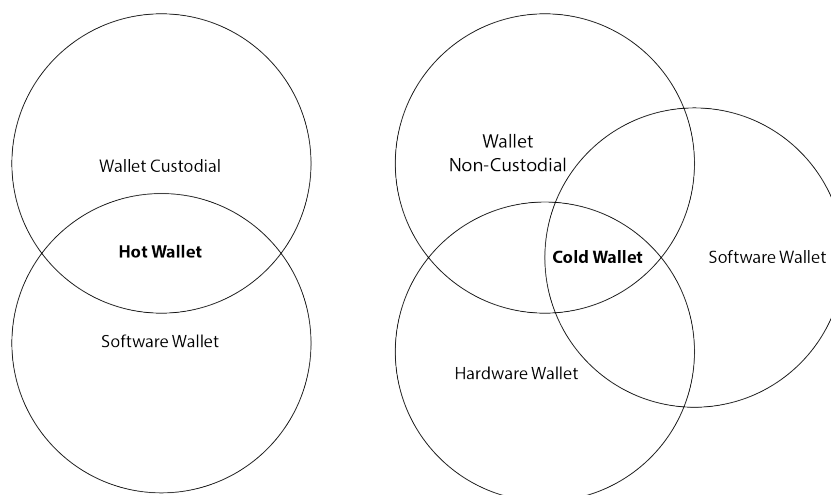 Wallet Custodial
Hot Wallet
Software Wallet
Wallet
Non-Custodial
Cold Wallet
Software Wallet
Hardware Wallet